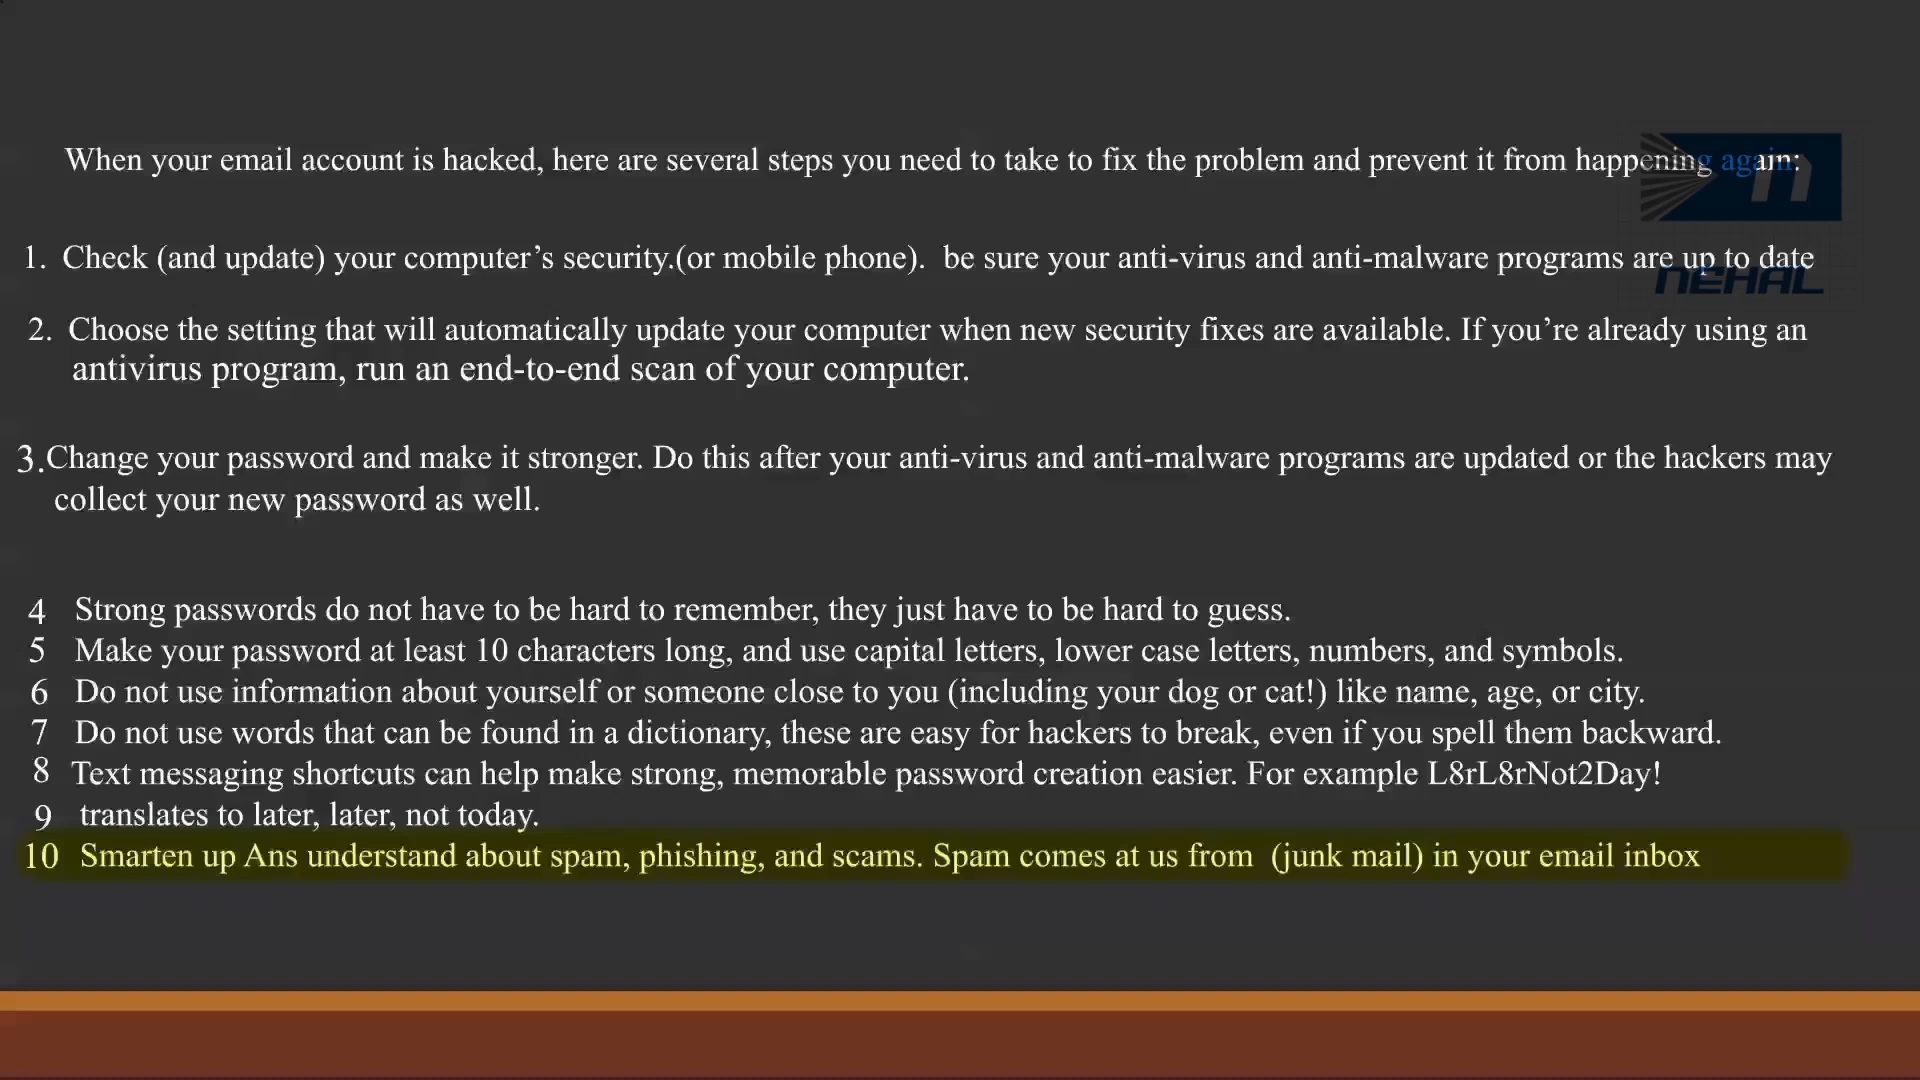 When your email account is hacked, here are several steps you need to take to fix the problem and prevent it from happening again:
n
1. Check (and update) your computer’s security.(or mobile phone). be sure your anti-virus and anti-malware programs are up to date
NEHAL
2. Choose the setting that will automatically update your computer when new security fixes are available. If you’re already using an
antivirus program, run an end-to-end scan of your computer.
3.Change your password and make it stronger. Do this after your anti-virus and anti-malware programs are updated or the hackers may
collect your new password as well.
4 Strong passwords do not have to be hard to remember, they just have to be hard to guess.
5 Make your password at least 10 characters long, and use capital letters, lower case letters, numbers, and symbols.
6 Do not use information about yourself or someone close to you (including your dog or cat!) like name, age, or city.
7 Do not use words that can be found in a dictionary, these are easy for hackers to break, even if you spell them backward.
8 Text messaging shortcuts can help make strong, memorable password creation easier. For example L8rL8rNot2Day!
9 translates to later, later, not today.
10 Smarten up Ans understand about spam, phishing, and scams. Spam comes at us from (junk mail) in your email inbox